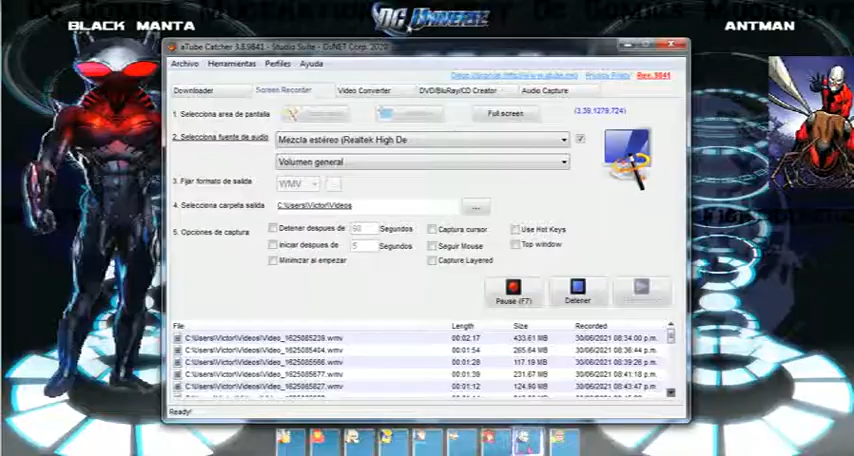 BLACK MANTA
DC UNIVERSE
ANTMAN
aTube Catcher 3.8.9841 - Studio Suite - DsNET Corp. 2020
Archivo Herramientas Perfiles Ayuda
Privacy Policy Rev. 9841
Downloader Screen Recorder Video Converter DVD/BluRay/CD Creator Audio Capture
1. Selecciona area de pantalla Full screen (3,39,1279,724)
2. Selecciona fuente de audio Mezcla estéreo (Realtek High De
Volumen general
3. Fijar formato de salida WMV
4. Selecciona carpeta salida C:\Users\Victor\Videos ...
5. Opciones de captura
Detener despues de 60 Segundos Captura cursor Use Hot Keys
Iniciar despues de 5 Segundos Seguir Mouse Top window
Minimizar al empezar Capture Layered
Pause (F7) Detener
File Length Size Recorded
C:\Users\Victor\Videos\Video_1625085239.wmv 00:02:17 433.61 MB 30/06/2021 08:34:00 p.m.
C:\Users\Victor\Videos\Video_1625085404.wmv 00:01:54 265.64 MB 30/06/2021 08:36:44 p.m.
C:\Users\Victor\Videos\Video_1625085566.wmv 00:01:28 117.19 MB 30/06/2021 08:39:26 p.m.
C:\Users\Victor\Videos\Video_1625085677.wmv 00:01:39 231.67 MB 30/06/2021 08:41:18 p.m.
C:\Users\Victor\Videos\Video_1625085827.wmv 00:01:12 124.90 MB 30/06/2021 08:43:47 p.m.
Ready!